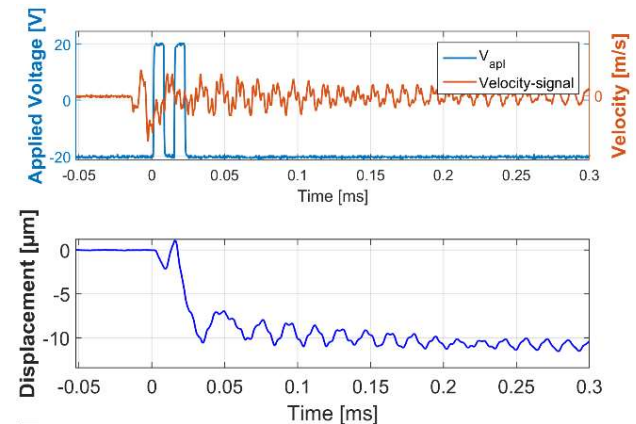 Applied Voltage [V]
20
0
-20
V_apl
Velocity-signal
0
Velocity [m/s]
-0.05 0 0.05 0.1 0.15 0.2 0.25 0.3
Time [ms]
Displacement [μm]
0
-5
-10
-0.05 0 0.05 0.1 0.15 0.2 0.25 0.3
Time [ms]